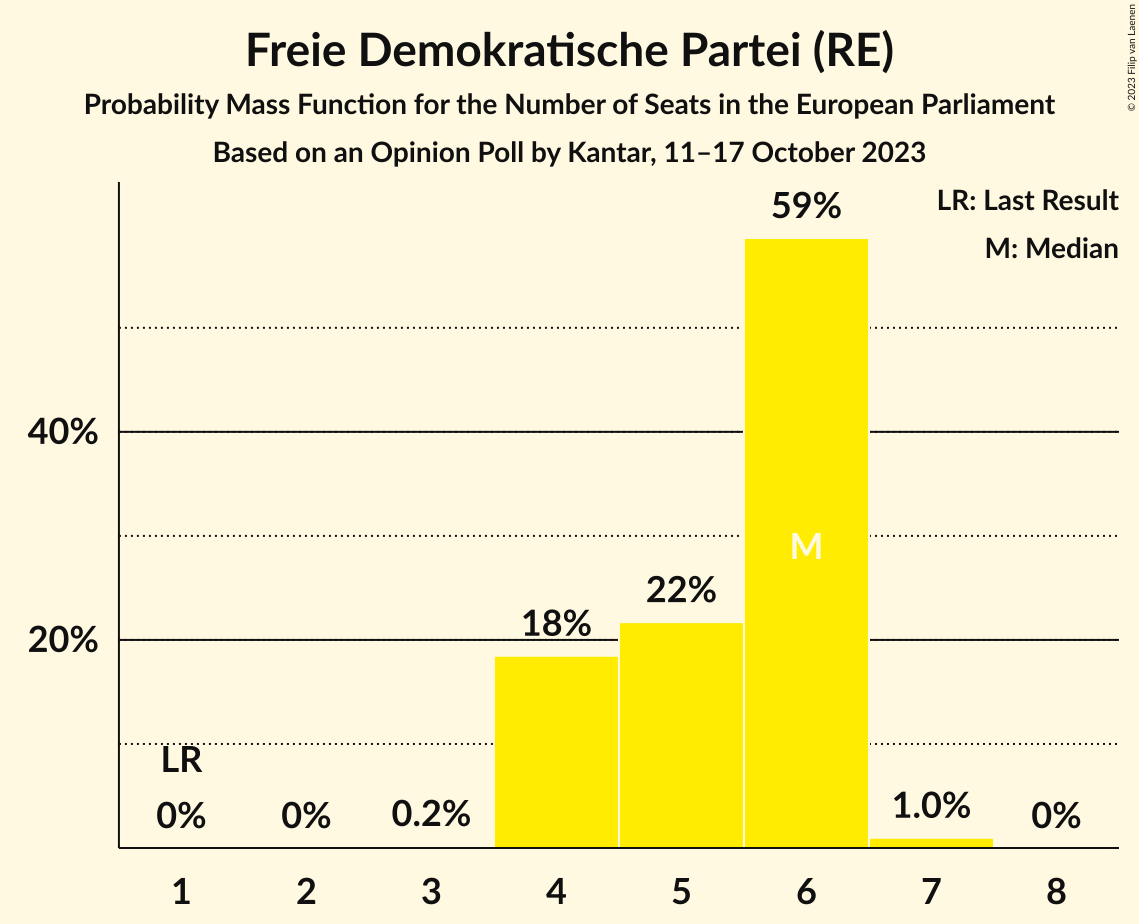 Freie Demokratische Partei (RE)
Probability Mass Function for the Number of Seats in the European Parliament
Based on an Opinion Poll by Kantar, 11–17 October 2023
© 2023 Filip van Laenen
LR: Last Result
M: Median
59%
40%
M
22%
18%
20%
LR
0%
0%
0.2%
1.0%
0%
1 2 3 4 5 6 7 8